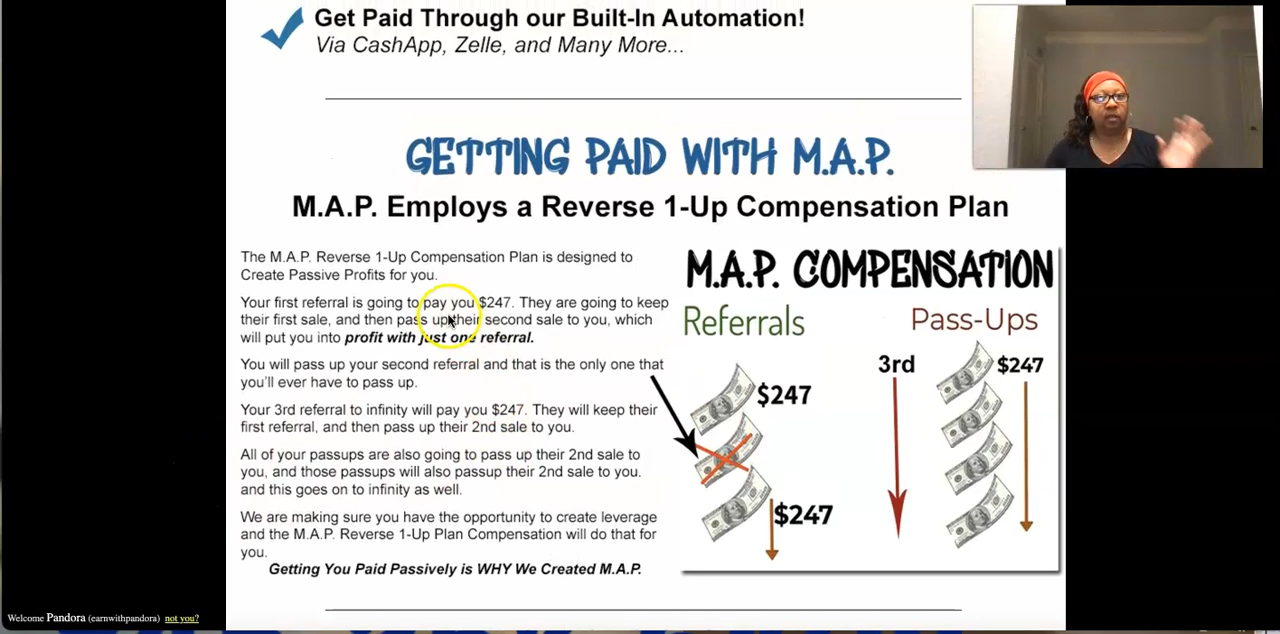 Get Paid Through our Built-In Automation!
Via CashApp, Zelle, and Many More...
GETTING PAID WITH M.A.P.
M.A.P. Employs a Reverse 1-Up Compensation Plan
The M.A.P. Reverse 1-Up Compensation Plan is designed to
Create Passive Profits for you.
Your first referral is going to pay you $247. They are going to keep
their first sale, and then pass up their second sale to you, which
will put you into profit with just one referral.
You will pass up your second referral and that is the only one that
you'll ever have to pass up.
Your 3rd referral to infinity will pay you $247. They will keep their
first referral, and then pass up their 2nd sale to you.
All of your passups are also going to pass up their 2nd sale to
you, and those passups will also passup their 2nd sale to you.
and this goes on to infinity as well.
We are making sure you have the opportunity to create leverage
and the M.A.P. Reverse 1-Up Plan Compensation will do that for
you.
Getting You Paid Passively is WHY We Created M.A.P.
M.A.P. COMPENSATION
Referrals
Pass-Ups
$247
3rd
$247
$247
Welcome Pandora (earnwithpandora) not you?